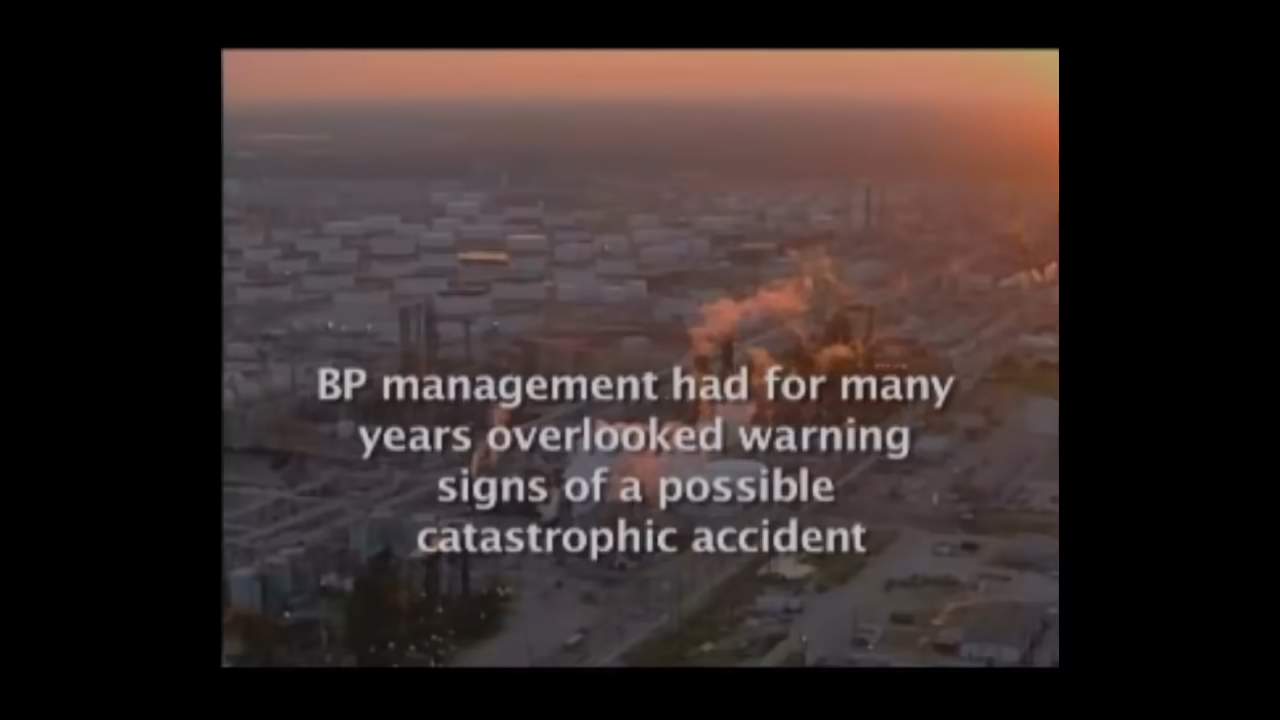 BP management had for many
years overlooked warning
signs of a possible
catastrophic accident